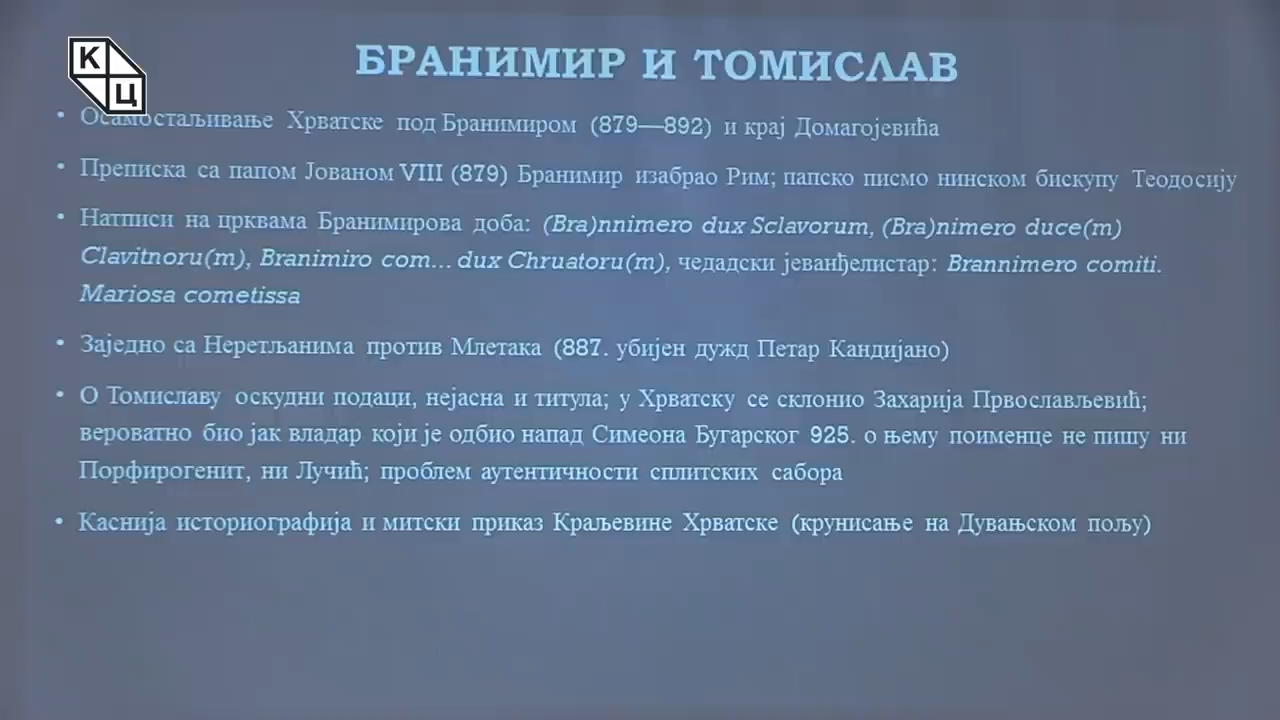 К
Ц
БРАНИМИР И ТОМИСЛАВ
• Осамостаљивање Хрватске под Бранимиром (879—892) и крај Домагојевића
• Преписка са папом Јованом VIII (879) Бранимир изабрао Рим; папско писмо нинском бискупу Теодосију
• Натписи на црквама Бранимирова доба: (Bra)nnimero dux Sclavorum, (Bra)nimero duce(m)
Clavitnoru(m), Branimiro com... dux Chruatoru(m), чедадски јеванђелистар: Brannimero comiti.
Mariosa cometissa
• Заједно са Неретљанима против Млетака (887. убијен дужд Петар Кандијано)
• О Томиславу оскудни подаци, нејасна и титула; у Хрватску се склонио Захарија Првослављевић;
вероватно био јак владар који је одбио напад Симеона Бугарског 925. о њему поименце не пишу ни
Порфирогенит, ни Лучић; проблем аутентичности сплитских сабора
• Каснија историографија и митски приказ Краљевине Хрватске (крунисање на Дувањском пољу)